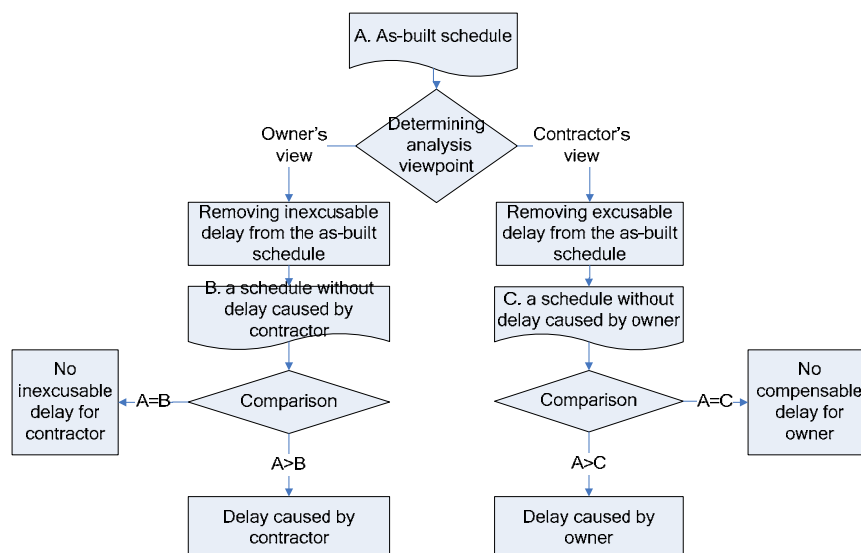 A. As-built schedule
Determining
analysis
viewpoint
Owner's
view
Contractor's
view
Removing inexcusable
delay from the as-built
schedule
Removing excusable
delay from the as-built
schedule
B. a schedule without
delay caused by
contractor
C. a schedule without
delay caused by owner
No
inexcusable
delay for
contractor
A=B
Comparison
Comparison
A=C
No
compensable
delay for
owner
A>B
A>C
Delay caused by
contractor
Delay caused by
owner